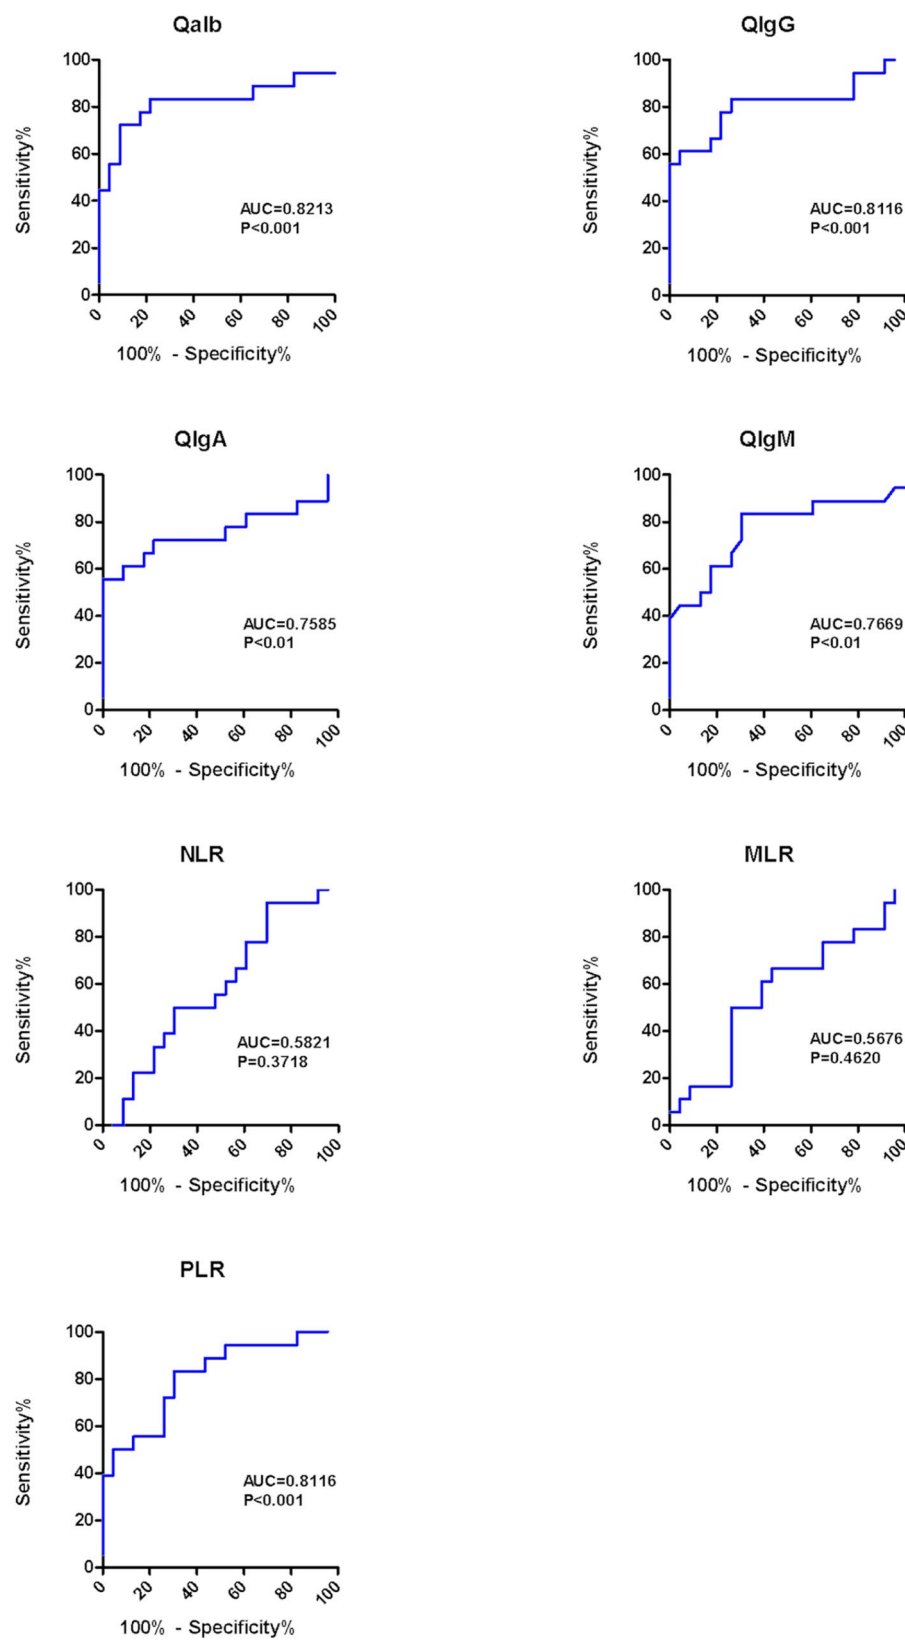 Qalb
100
80
60
40
20
0
Sensitivity%
AUC=0.8213
P<0.001
0 20 40 60 80 100
100% - Specificity%
QIgG
100
80
60
40
20
0
Sensitivity%
AUC=0.8116
P<0.001
0 20 40 60 80 100
100% - Specificity%
QIgA
100
80
60
40
20
0
Sensitivity%
AUC=0.7585
P<0.01
0 20 40 60 80 100
100% - Specificity%
QIgM
100
80
60
40
20
0
Sensitivity%
AUC=0.7669
P<0.01
0 20 40 60 80 100
100% - Specificity%
NLR
100
80
60
40
20
0
Sensitivity%
AUC=0.5821
P=0.3718
0 20 40 60 80 100
100% - Specificity%
MLR
100
80
60
40
20
0
Sensitivity%
AUC=0.5676
P=0.4620
0 20 40 60 80 100
100% - Specificity%
PLR
100
80
60
40
20
0
Sensitivity%
AUC=0.8116
P<0.001
0 20 40 60 80 100
100% - Specificity%